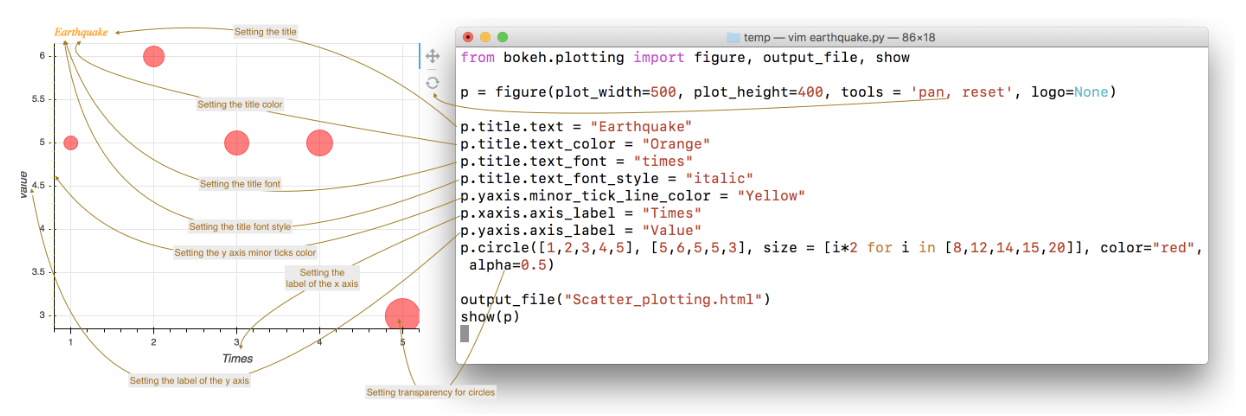 Earthquake
Setting the title
6
5.5
Setting the title color
5
Setting the title font
4.5
value
Setting the title font style
4
Setting the y axis minor ticks color
3.5
Setting the
label of the x axis
3
1
2
3
4
5
Times
Setting the label of the y axis
Setting transparency for circles
temp — vim earthquake.py — 86×18
from bokeh.plotting import figure, output_file, show
p = figure(plot_width=500, plot_height=400, tools = 'pan, reset', logo=None)
p.title.text = "Earthquake"
p.title.text_color = "Orange"
p.title.text_font = "times"
p.title.text_font_style = "italic"
p.yaxis.minor_tick_line_color = "Yellow"
p.xaxis.axis_label = "Times"
p.yaxis.axis_label = "Value"
p.circle([1,2,3,4,5], [5,6,5,5,3], size = [i*2 for i in [8,12,14,15,20]], color="red",
alpha=0.5)
output_file("Scatter_plotting.html")
show(p)